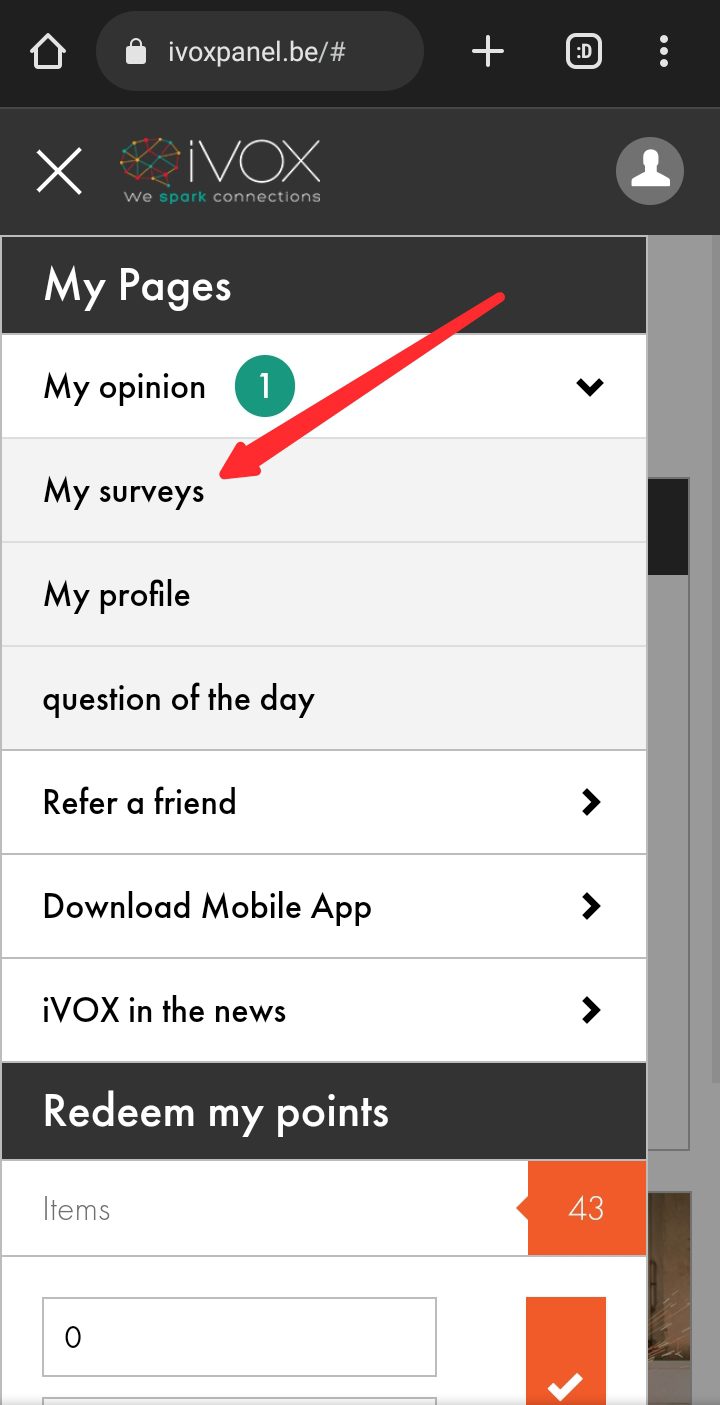 ivoxpanel.be/#
:D
iVOX
We spark connections
My Pages
My opinion 1
My surveys
My profile
question of the day
Refer a friend
Download Mobile App
iVOX in the news
Redeem my points
Items 43
0